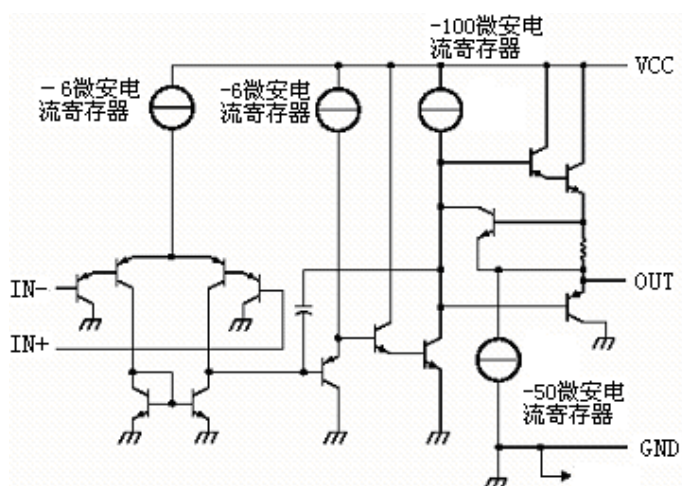 -100微安电
流寄存器
VCC
-6微安电
流寄存器
-6微安电
流寄存器
IN-
OUT
IN+
-50微安电
流寄存器
GND